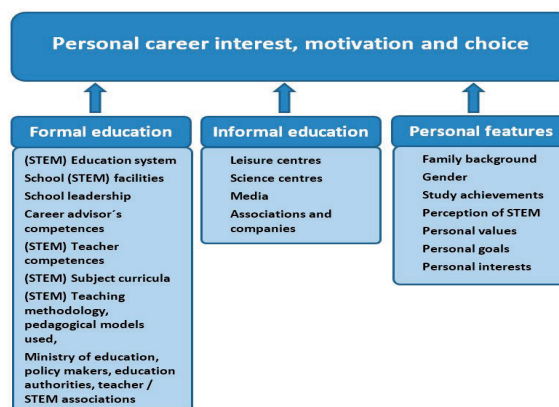 Personal career interest, motivation and choice
Formal education
(STEM) Education system
School (STEM) facilities
School leadership
Career advisor´s
competences
(STEM) Teacher
competences
(STEM) Subject curricula
(STEM) Teaching
methodology,
pedagogical models
used,
Ministry of education,
policy makers, education
authorities, teacher /
STEM associations
Informal education
Leisure centres
Science centres
Media
Associations and
companies
Personal features
Family background
Gender
Study achievements
Perception of STEM
Personal values
Personal goals
Personal interests